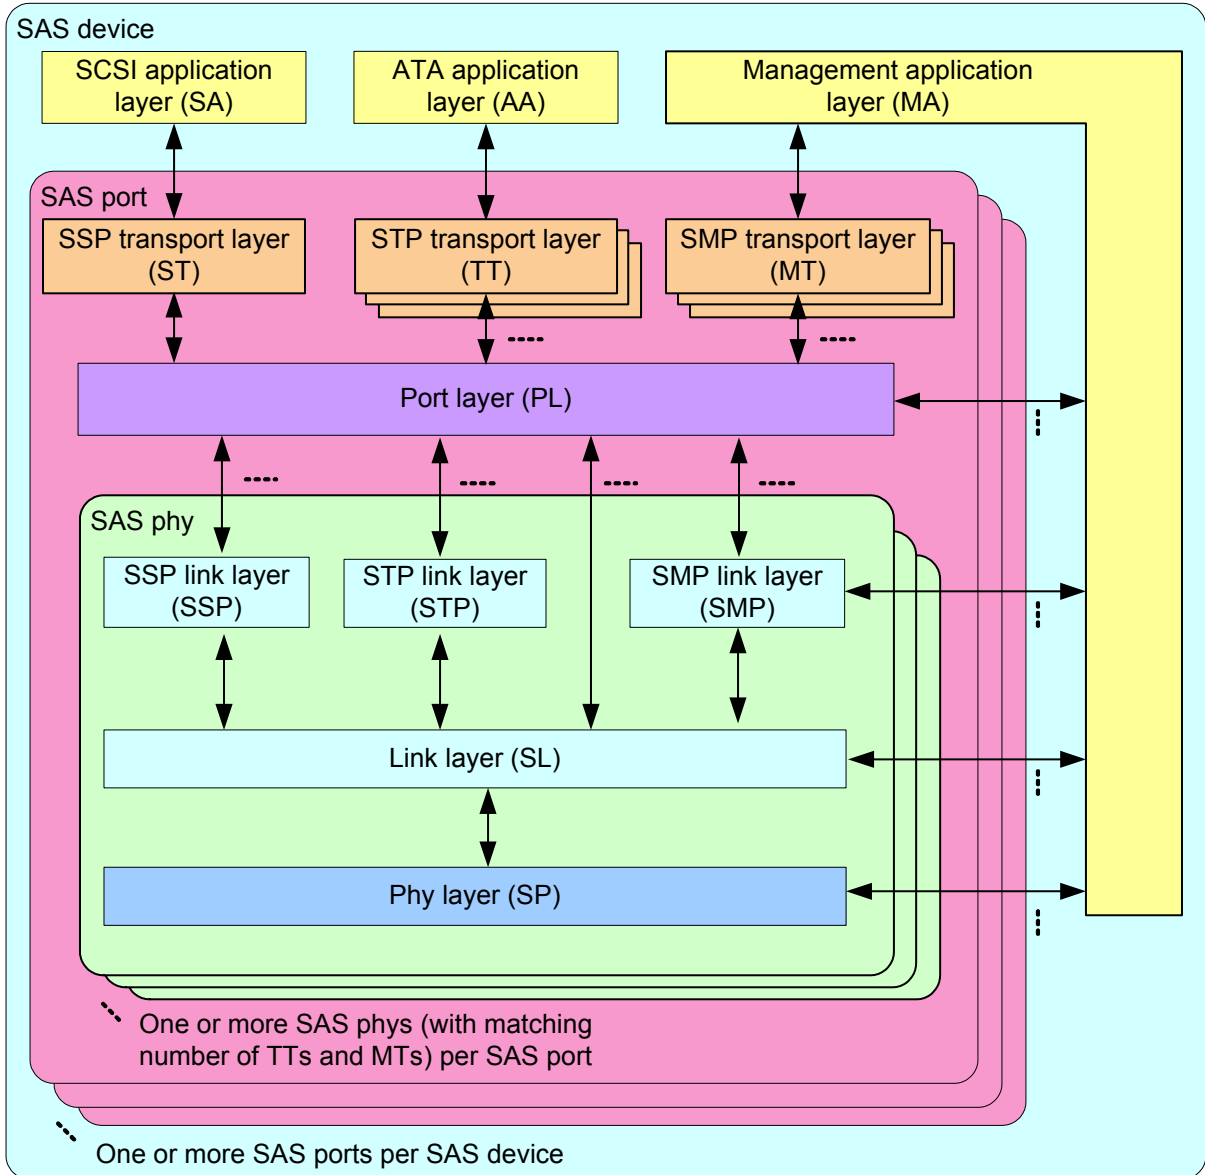 SAS device
SCSI application
layer (SA)
ATA application
layer (AA)
Management application
layer (MA)
SAS port
SSP transport layer
(ST)
STP transport layer
(TT)
SMP transport layer
(MT)
Port layer (PL)
SAS phy
SSP link layer
(SSP)
STP link layer
(STP)
SMP link layer
(SMP)
Link layer (SL)
Phy layer (SP)
One or more SAS phys (with matching
number of TTs and MTs) per SAS port
One or more SAS ports per SAS device